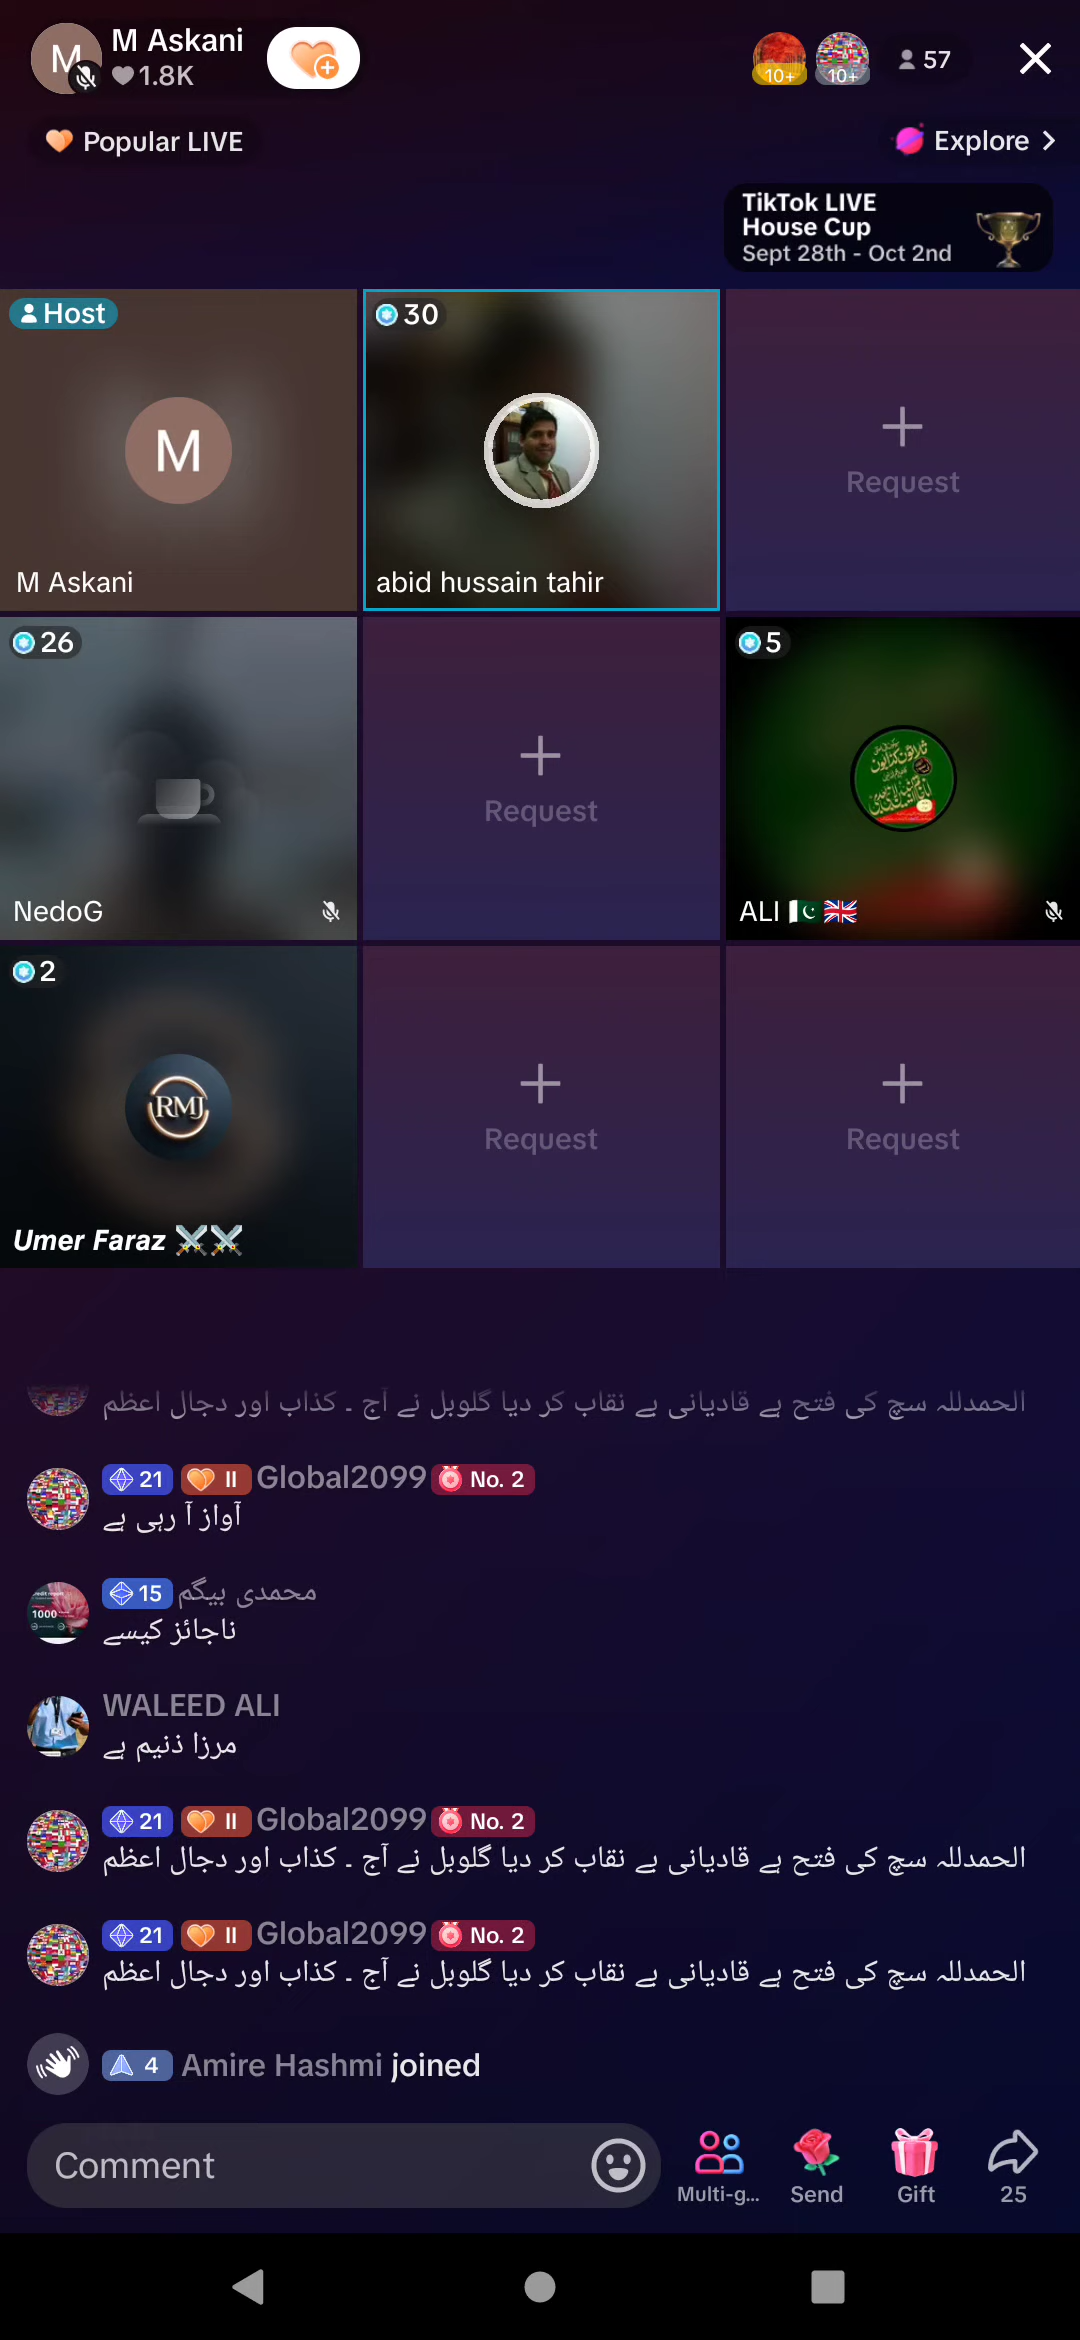 M Askani
1.8K
10+
10+
57
Popular LIVE
Explore
TikTok LIVE
House Cup
Sept 28th - Oct 2nd
Host
M
M Askani
30
abid hussain tahir
Request
26
NedoG
Request
5
ALI 🇵🇰🇬🇧
2
RMJ
Umer Faraz ⚔️⚔️
Request
Request
الحمدللہ سچ کی فتح ہے قادیانی بے نقاب کر دیا گلوبل نے آج ۔ کذاب اور دجال اعظم
21 II Global2099 No. 2
آواز آ رہی ہے
15 محمدی بیگم
ناجائز کیسے
WALEED ALI
مرزا ذنیم ہے
21 II Global2099 No. 2
الحمدللہ سچ کی فتح ہے قادیانی بے نقاب کر دیا گلوبل نے آج ۔ کذاب اور دجال اعظم
21 II Global2099 No. 2
الحمدللہ سچ کی فتح ہے قادیانی بے نقاب کر دیا گلوبل نے آج ۔ کذاب اور دجال اعظم
4 Amire Hashmi joined
Comment
Multi-g...
Send
Gift
25